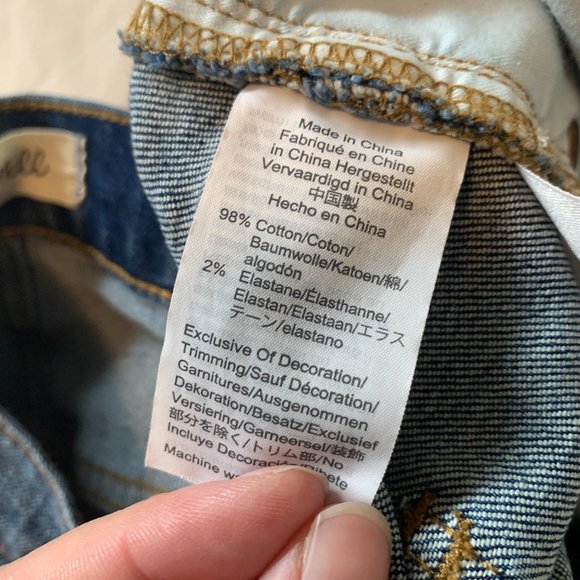 Made in China
Fabriqué en Chine
in China Hergestellt
Vervaardigd in China
中国製
Hecho en China
98% Cotton/Coton/
Baumwolle/Katoen/綿/
algodón
2% Elastane/Élasthanne/
Elastan/Elastaan/エラス
テーン/elastano
Exclusive Of Decoration/
Trimming/Sauf Décoration/
Garnitures/Ausgenommen
Dekoration/Besatz/Exclusief
Versiering/Garneersel/装飾
部分を除く/トリム部/No
Incluye Decoración/Ribete
Machine